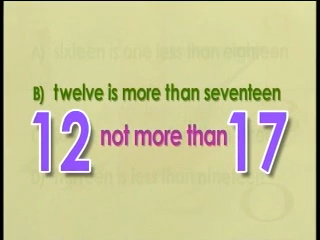 A) sixteen is one less than eighteen
B) twelve is more than seventeen
12 not more than 17